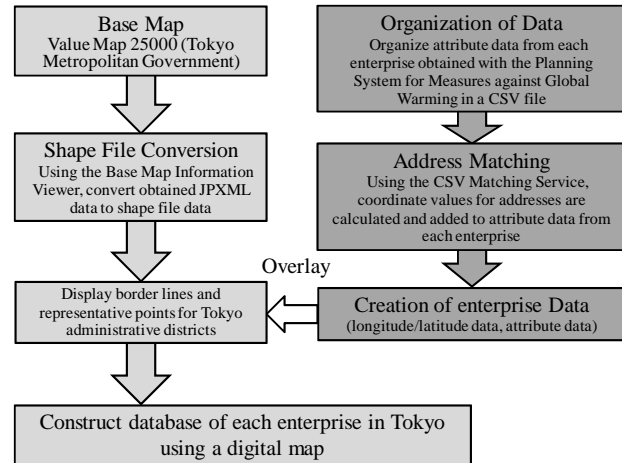 Base Map
Value Map 25000 (Tokyo
Metropolitan Government)
Shape File Conversion
Using the Base Map Information
Viewer, convert obtained JPXML
data to shape file data
Display border lines and
representative points for Tokyo
administrative districts
Organization of Data
Organize attribute data from each
enterprise obtained with the Planning
System for Measures against Global
Warming in a CSV file
Address Matching
Using the CSV Matching Service,
coordinate values for addresses are
calculated and added to attribute data from
each enterprise
Overlay
Creation of enterprise Data
(longitude/latitude data, attribute data)
Construct database of each enterprise in Tokyo
using a digital map